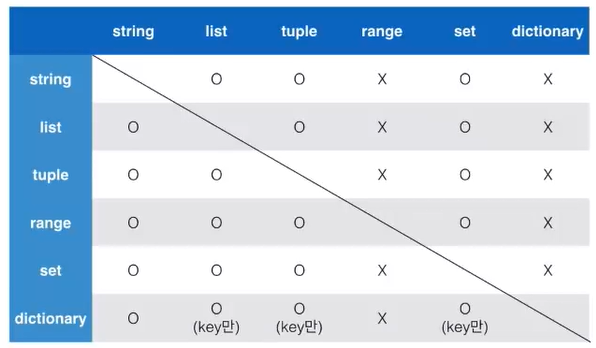 string list tuple range set dictionary
string O O X O X
list O O X O X
tuple O O X O X
range O O O O X
set O O O X X
dictionary O O (key만) O (key만) X O (key만)